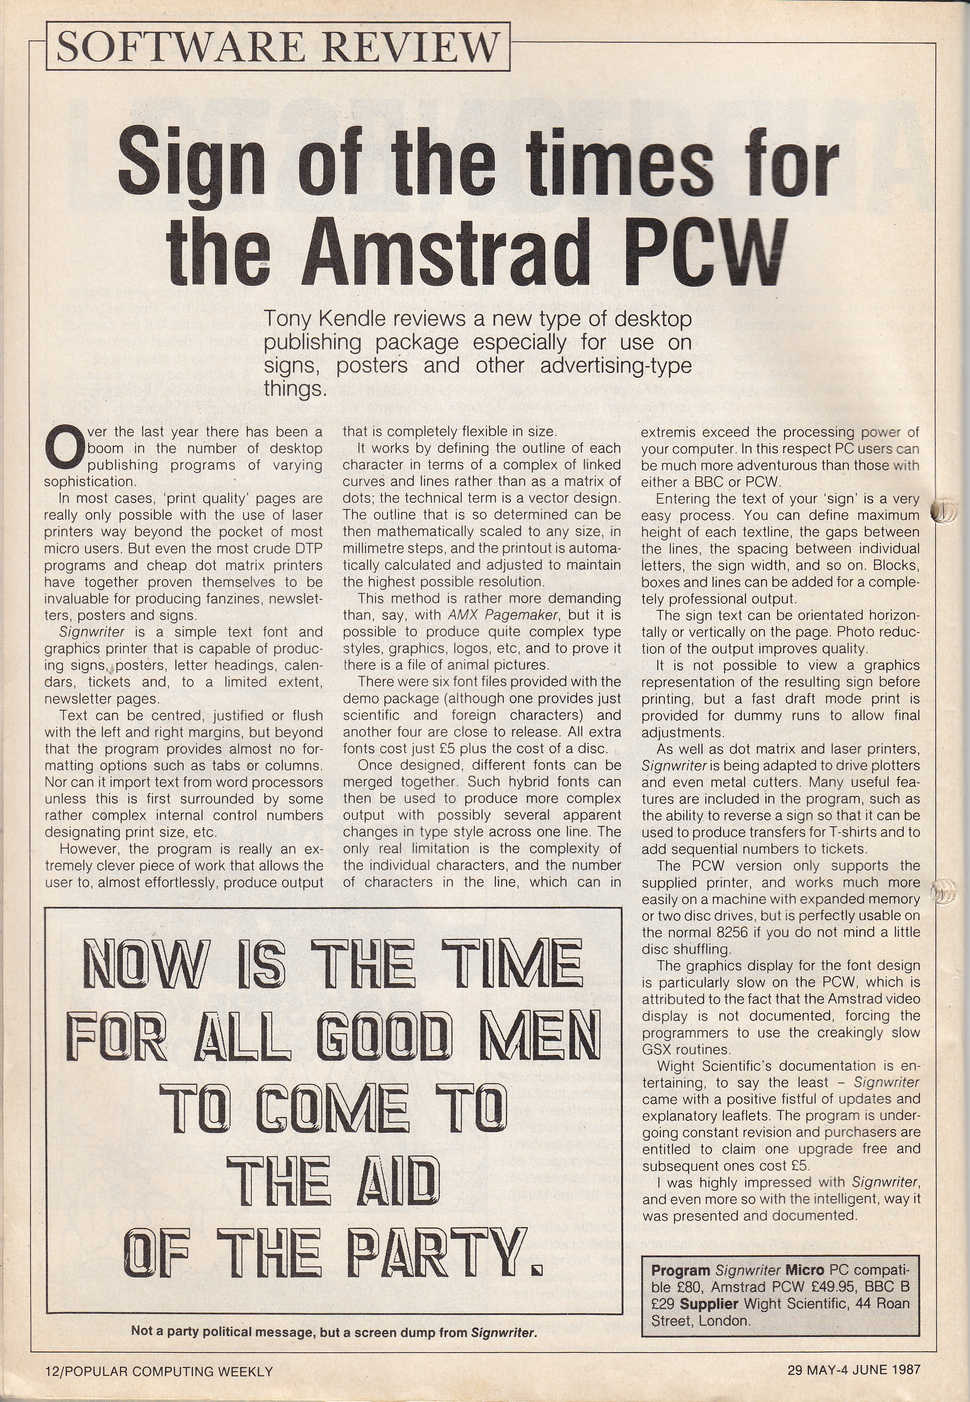 SOFTWARE REVIEW
Sign of the times for
the Amstrad PCW
Tony Kendle reviews a new type of desktop
publishing package especially for use on
signs, posters and other advertising-type
things.
Over the last year there has been a
boom in the number of desktop
publishing programs of varying
sophistication.
In most cases, 'print quality' pages are
really only possible with the use of laser
printers way beyond the pocket of most
micro users. But even the most crude DTP
programs and cheap dot matrix printers
have together proven themselves to be
invaluable for producing fanzines, newslet-
ters, posters and signs.
Signwriter is a simple text font and
graphics printer that is capable of produc-
ing signs, posters, letter headings, calen-
dars, tickets and, to a limited extent,
newsletter pages.
Text can be centred, justified or flush
with the left and right margins, but beyond
that the program provides almost no for-
matting options such as tabs or columns.
Nor can it import text from word processors
unless this is first surrounded by some
rather complex internal control numbers
designating print size, etc.
However, the program is really an ex-
tremely clever piece of work that allows the
user to, almost effortlessly, produce output
that is completely flexible in size.
It works by defining the outline of each
character in terms of a complex of linked
curves and lines rather than as a matrix of
dots; the technical term is a vector design.
The outline that is so determined can be
then mathematically scaled to any size, in
millimetre steps, and the printout is automa-
tically calculated and adjusted to maintain
the highest possible resolution.
This method is rather more demanding
than, say, with AMX Pagemaker, but it is
possible to produce quite complex type
styles, graphics, logos, etc, and to prove it
there is a file of animal pictures.
There were six font files provided with the
demo package (although one provides just
scientific and foreign characters) and
another four are close to release. All extra
fonts cost just £5 plus the cost of a disc.
Once designed, different fonts can be
merged together. Such hybrid fonts can
then be used to produce more complex
output with possibly several apparent
changes in type style across one line. The
only real limitation is the complexity of
the individual characters, and the number
of characters in the line, which can in
extremis exceed the processing power of
your computer. In this respect PC users can
be much more adventurous than those with
either a BBC or PCW.
Entering the text of your 'sign' is a very
easy process. You can define maximum
height of each textline, the gaps between
the lines, the spacing between individual
letters, the sign width, and so on. Blocks,
boxes and lines can be added for a comple-
tely professional output.
The sign text can be orientated horizon-
tally or vertically on the page. Photo reduc-
tion of the output improves quality.
It is not possible to view a graphics
representation of the resulting sign before
printing, but a fast draft mode print is
provided for dummy runs to allow final
adjustments.
As well as dot matrix and laser printers,
Signwriter is being adapted to drive plotters
and even metal cutters. Many useful fea-
tures are included in the program, such as
the ability to reverse a sign so that it can be
used to produce transfers for T-shirts and to
add sequential numbers to tickets.
The PCW version only supports the
supplied printer, and works much more
easily on a machine with expanded memory
or two disc drives, but is perfectly usable on
the normal 8256 if you do not mind a little
disc shuffling.
The graphics display for the font design
is particularly slow on the PCW, which is
attributed to the fact that the Amstrad video
display is not documented, forcing the
programmers to use the creakingly slow
GSX routines.
Wight Scientific's documentation is en-
tertaining, to say the least – Signwriter
came with a positive fistful of updates and
explanatory leaflets. The program is under-
going constant revision and purchasers are
entitled to claim one upgrade free and
subsequent ones cost £5.
I was highly impressed with Signwriter,
and even more so with the intelligent, way it
was presented and documented.
NOW IS THE TIME
FOR ALL GOOD MEN
TO COME TO
THE AID
OF THE PARTY.
Not a party political message, but a screen dump from Signwriter.
Program Signwriter Micro PC compati-
ble £80, Amstrad PCW £49.95, BBC B
£29 Supplier Wight Scientific, 44 Roan
Street, London.
12/POPULAR COMPUTING WEEKLY
29 MAY-4 JUNE 1987